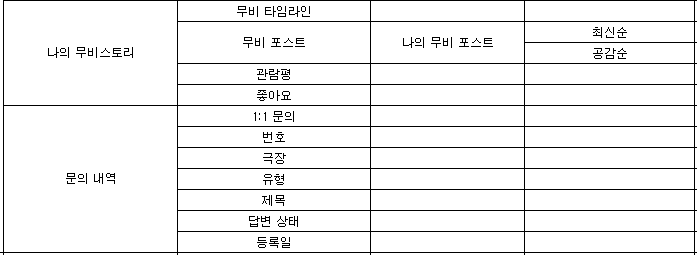 무비 타임라인
나의 무비스토리
무비 포스트
나의 무비 포스트
최신순
공감순
관람평
좋아요
문의 내역
1:1 문의
번호
극장
유형
제목
답변 상태
등록일